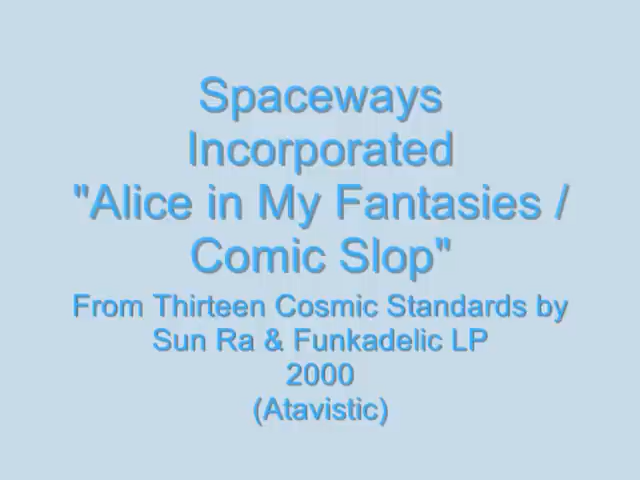 Spaceways
Incorporated
"Alice in My Fantasies /
Comic Slop"
From Thirteen Cosmic Standards by
Sun Ra & Funkadelic LP
2000
(Atavistic)